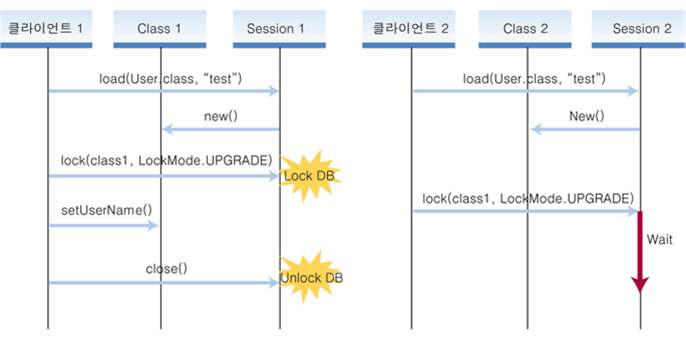 클라이언트 1
Class 1
Session 1
load(User.class, “test”)
new()
lock(class1, LockMode.UPGRADE)
Lock DB
setUserName()
close()
Unlock DB
클라이언트 2
Class 2
Session 2
load(User.class, “test”)
New()
lock(class1, LockMode.UPGRADE)
Wait